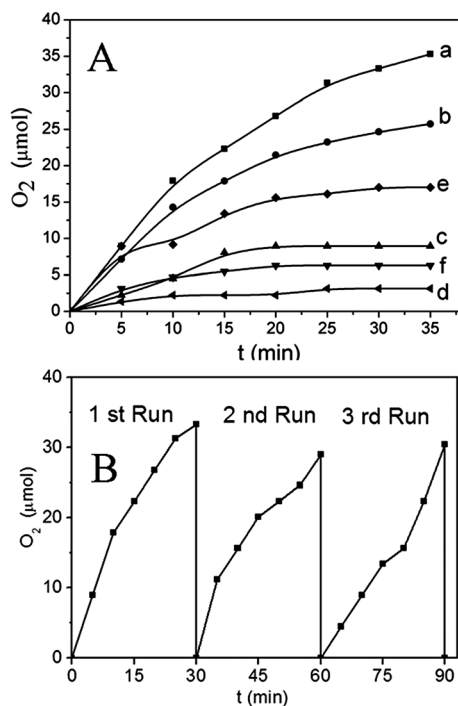 40
35
30
25
20
15
10
5
0
O2 (μmol)
A
a
b
e
c
f
d
0 5 10 15 20 25 30 35
t (min)
40
30
20
10
0
O2 (μmol)
1 st Run 2 nd Run 3 rd Run
B
0 15 30 45 60 75 90
t (min)